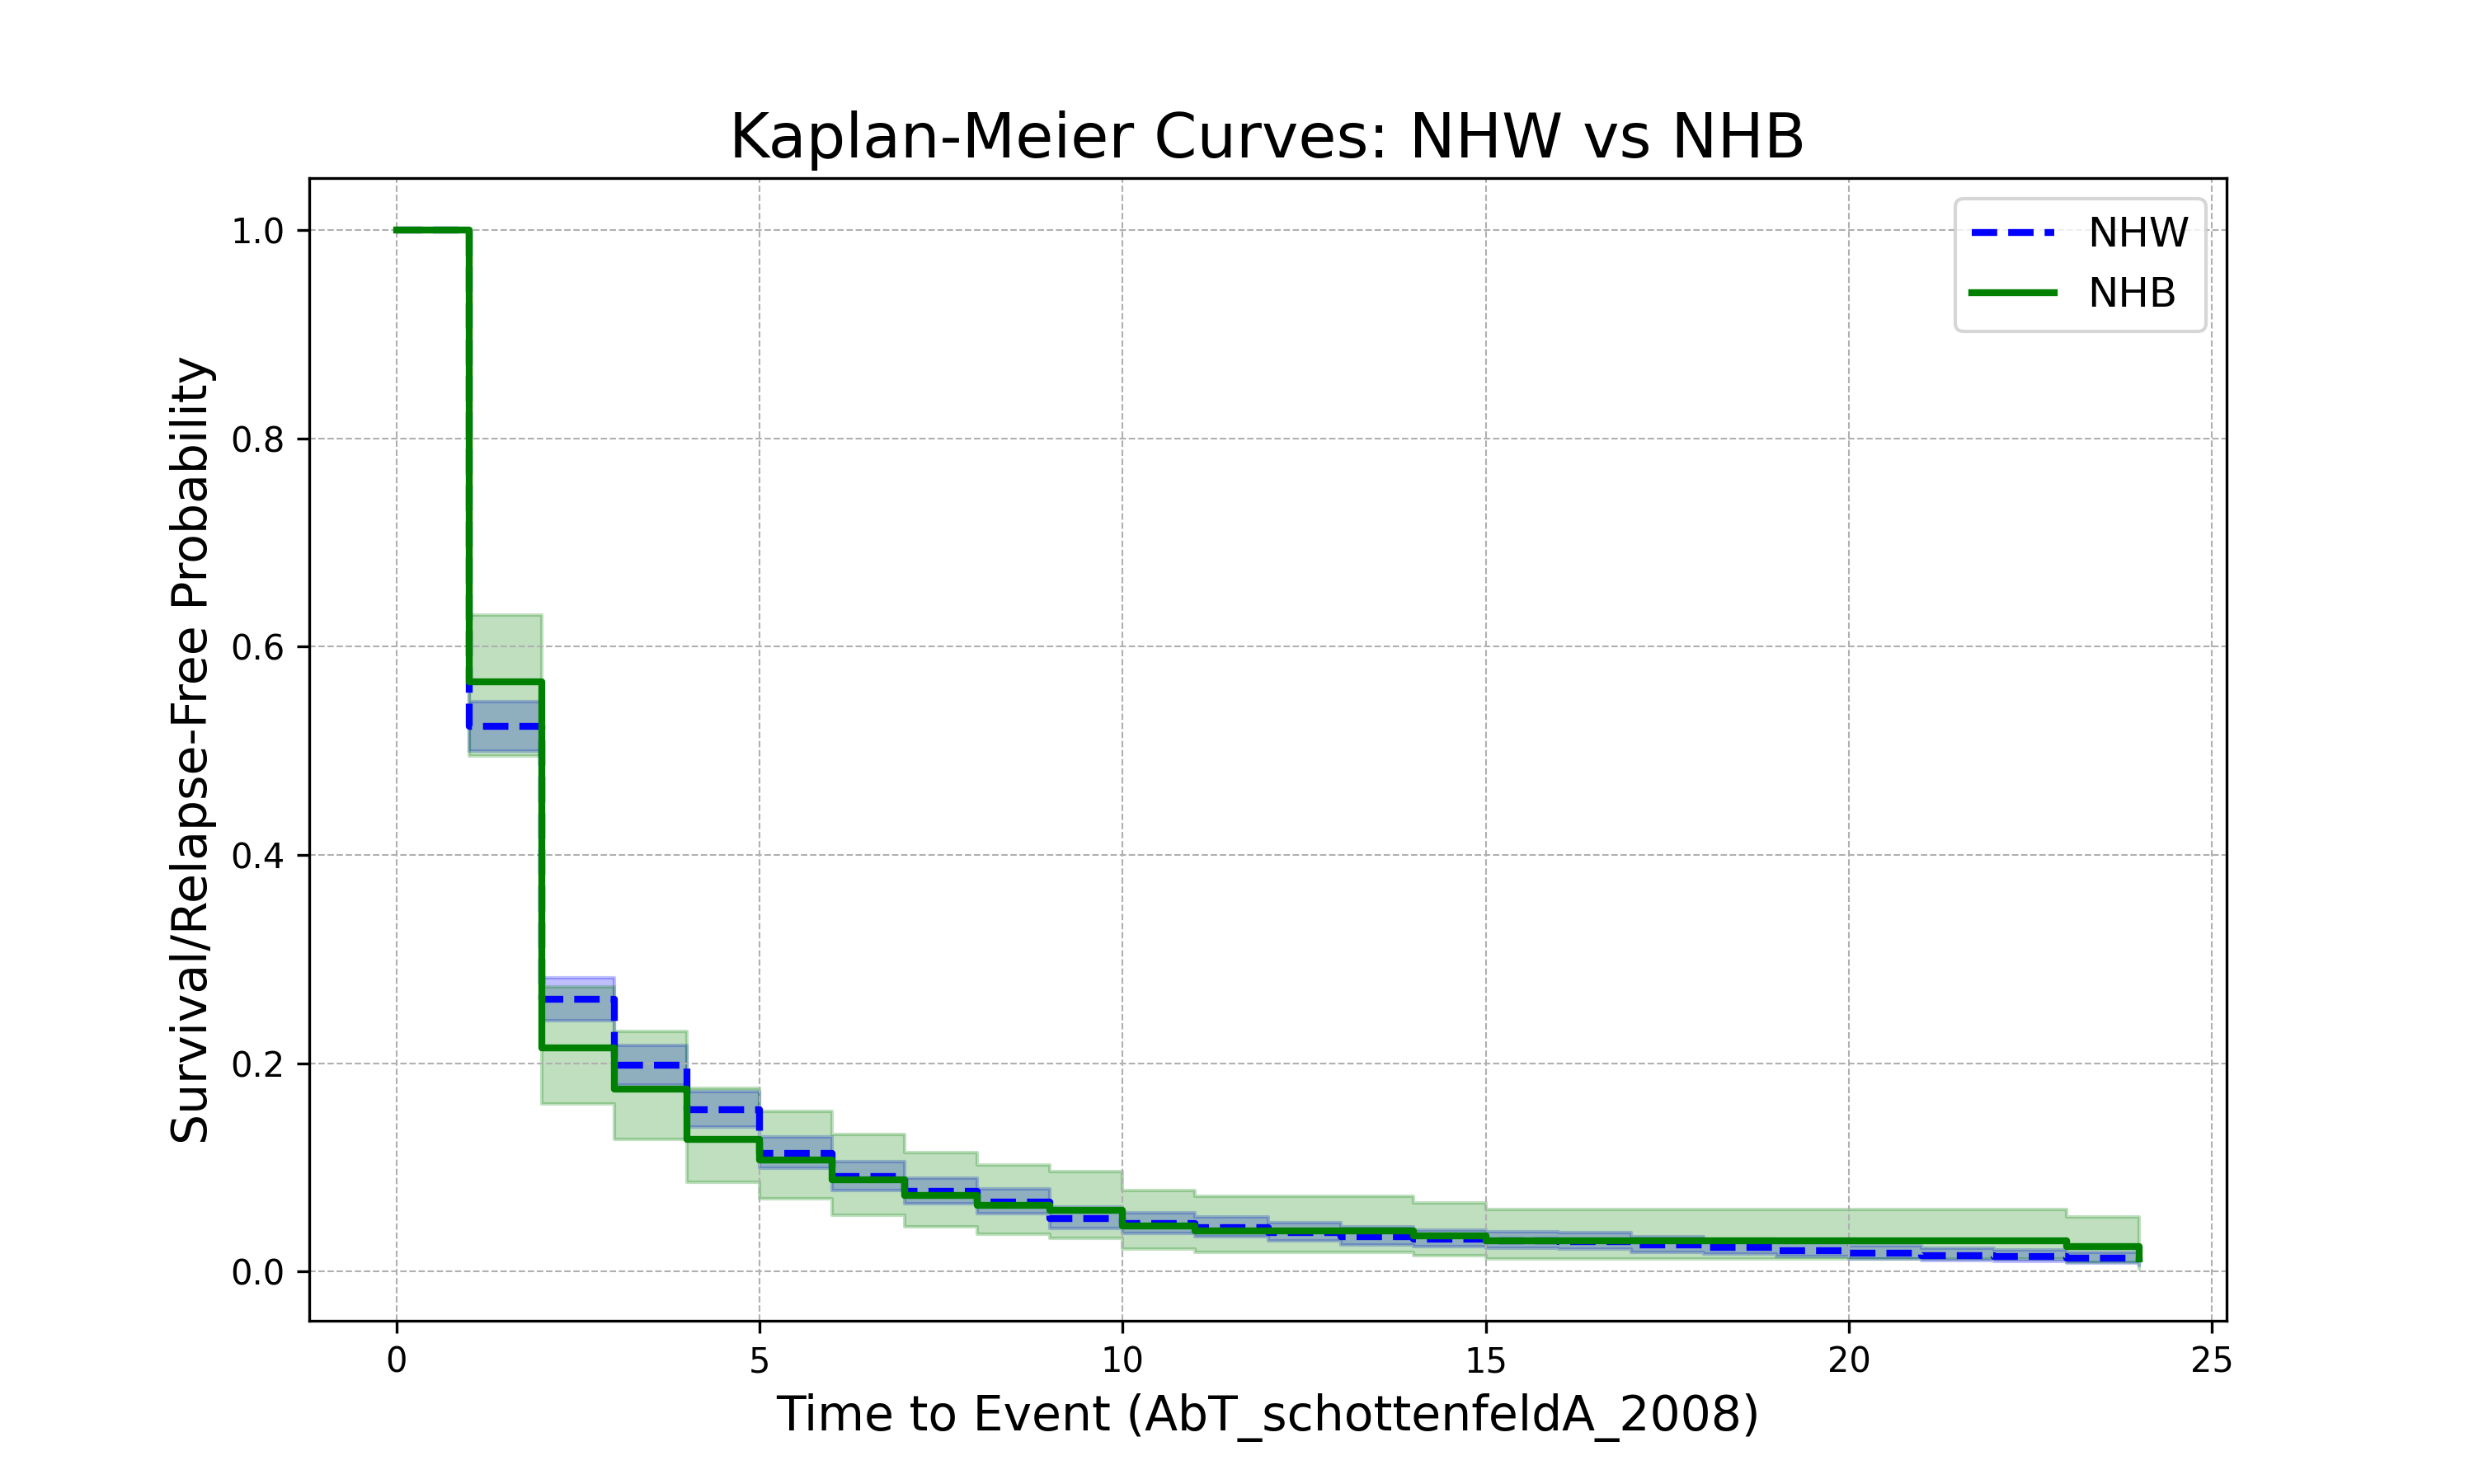 Kaplan-Meier Curves: NHW vs NHB
NHW
NHB
Survival/Relapse-Free Probability
1.0
0.8
0.6
0.4
0.2
0.0
0 5 10 15 20 25
Time to Event (AbT_schottenfeldA_2008)